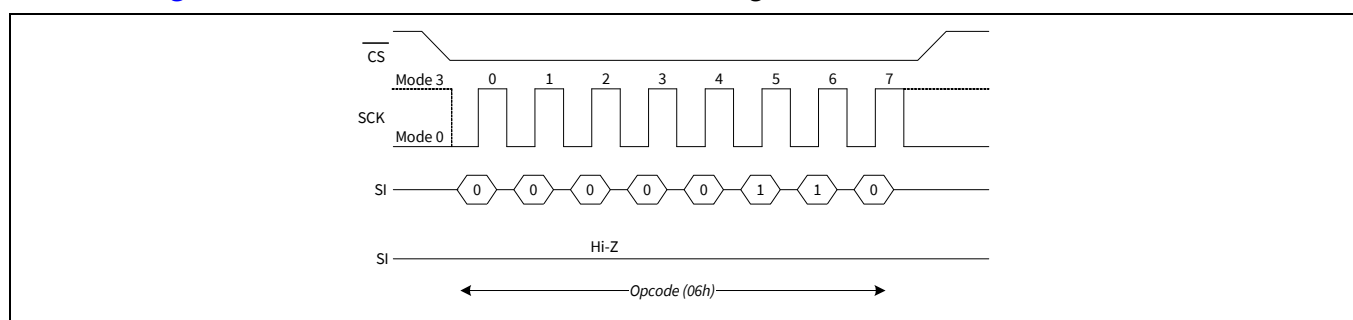 CS
Mode 3 0 1 2 3 4 5 6 7
SCK
Mode 0
SI 0 0 0 0 0 1 1 0
Hi-Z
SI
Opcode (06h)